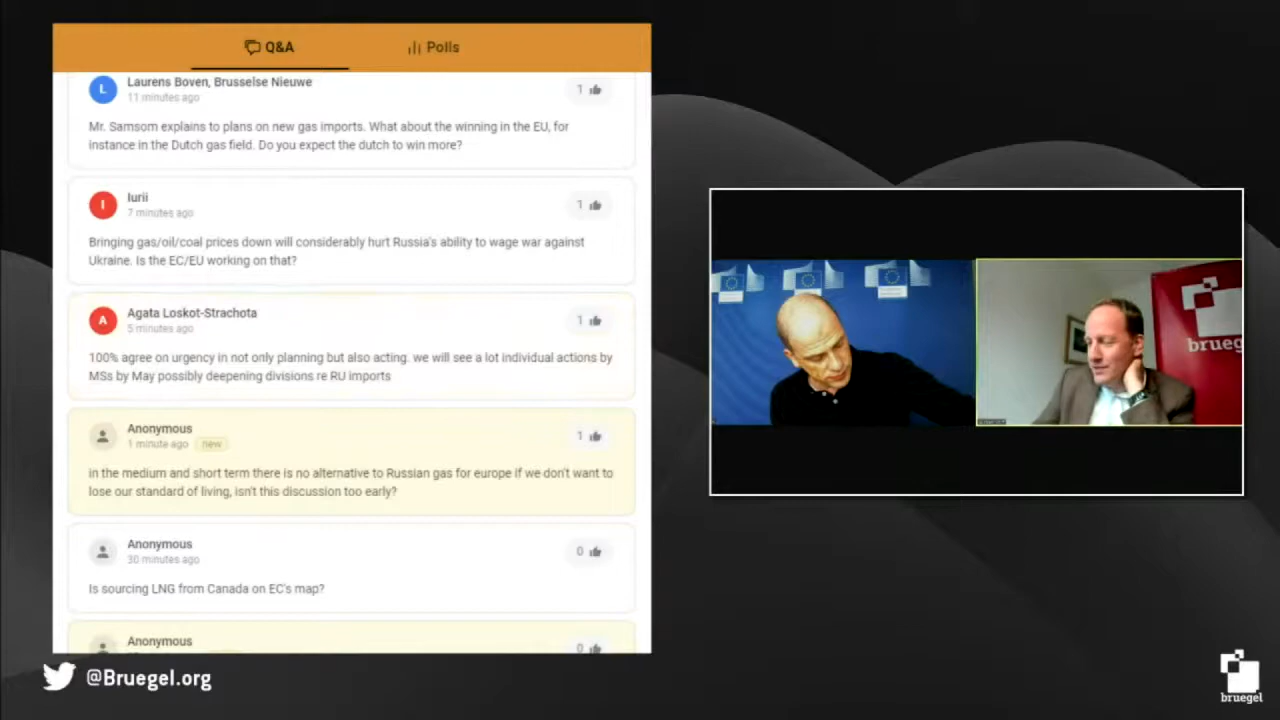 Q&A
Polls
L
Laurens Boven, Brusselse Nieuwe
11 minutes ago
1
Mr. Samsom explains to plans on new gas imports. What about the winning in the EU, for
instance in the Dutch gas field. Do you expect the dutch to win more?
I
Iurii
7 minutes ago
1
Bringing gas/oil/coal prices down will considerably hurt Russia's ability to wage war against
Ukraine. Is the EC/EU working on that?
A
Agata Loskot-Strachota
5 minutes ago
1
100% agree on urgency in not only planning but also acting. we will see a lot individual actions by
MSs by May possibly deepening divisions re RU imports
Anonymous
1 minute ago new
1
in the medium and short term there is no alternative to Russian gas for europe if we don't want to
lose our standard of living, isn't this discussion too early?
Anonymous
30 minutes ago
0
Is sourcing LNG from Canada on EC's map?
Anonymous
0
@Bruegel.org
brueg
bruegel